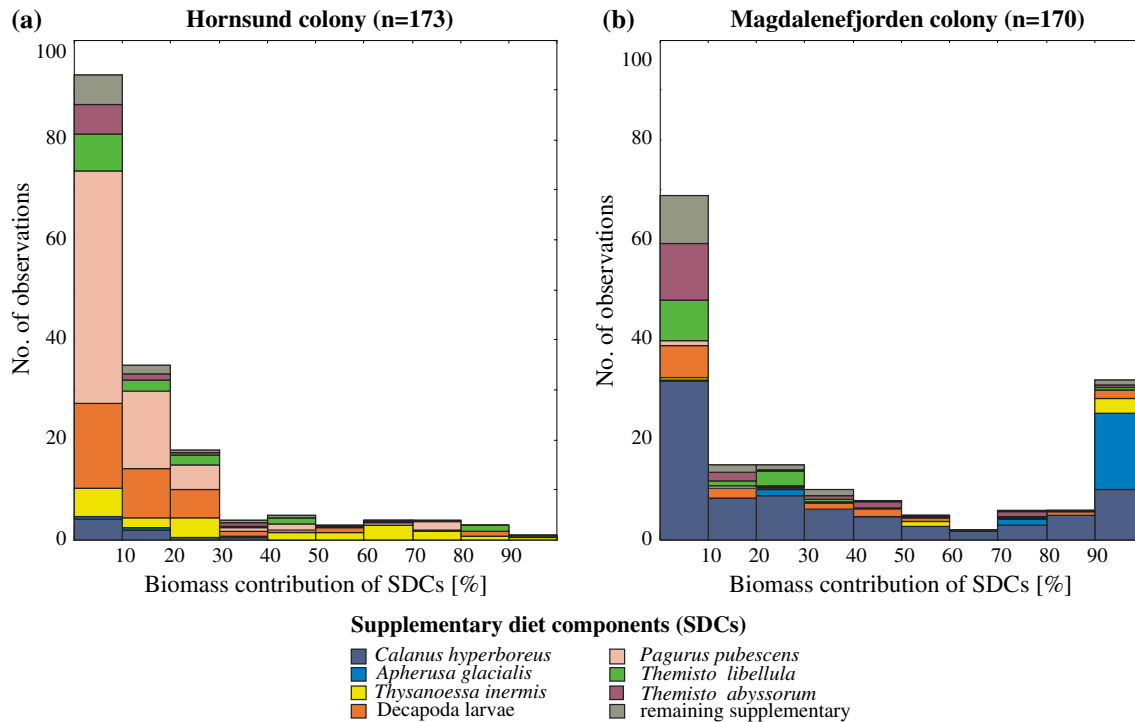 (a) Hornsund colony (n=173)
100
80
60
40
20
0
No. of observations
10 20 30 40 50 60 70 80 90
Biomass contribution of SDCs [%]
(b) Magdalenefjorden colony (n=170)
100
80
60
40
20
0
No. of observations
10 20 30 40 50 60 70 80 90
Biomass contribution of SDCs [%]
Supplementary diet components (SDCs)
Calanus hyperboreus
Apherusa glacialis
Thysanoessa inermis
Decapoda larvae
Pagurus pubescens
Themisto libellula
Themisto abyssorum
remaining supplementary